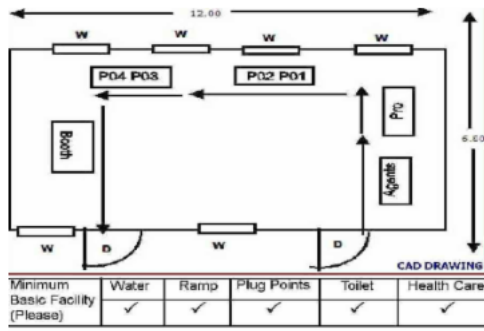 12.00
W W W W
P04 P03 P02 P01
Pro
Booth
6.00
Agents
W D W D
CAD DRAWING
Minimum Basic Facility (Please) Water Ramp Plug Points Toilet Health Care
✓ ✓ ✓ ✓ ✓